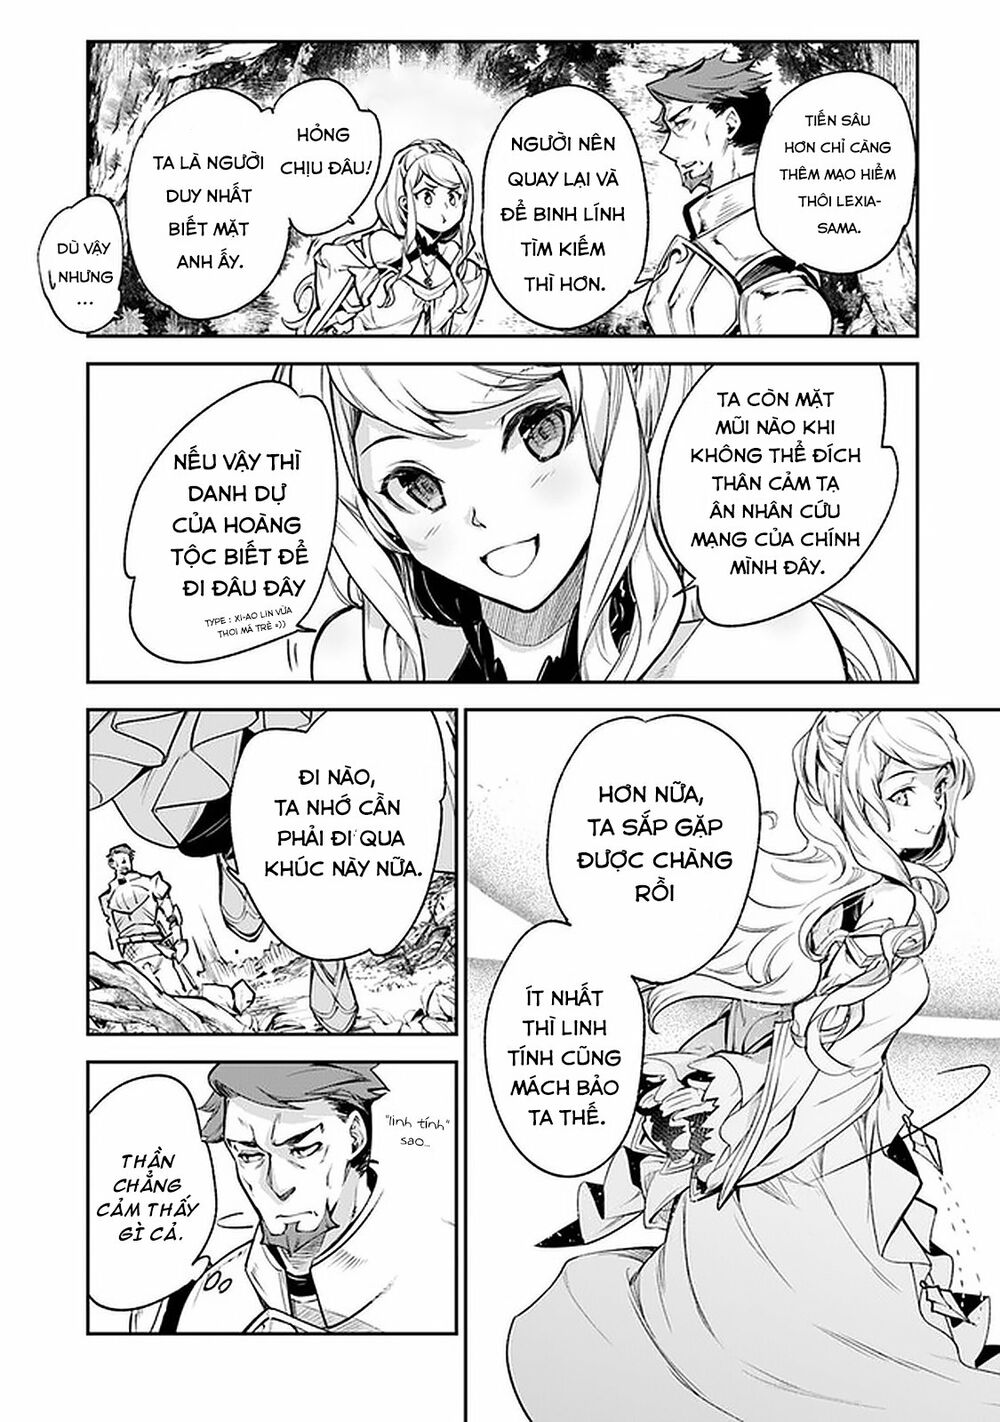 TIẾN SÂU
HƠN CHỈ CÀNG
THÊM MẠO HIỂM
THÔI LEXIA-
SAMA.
NGƯỜI NÊN
QUAY LẠI VÀ
ĐỂ BINH LÍNH
TÌM KIẾM
THÌ HƠN.
HỎNG
CHỊU ĐÂU!
TA LÀ NGƯỜI
DUY NHẤT
BIẾT MẶT
ANH ẤY.
DÙ VẬY
NHƯNG
...
TA CÒN MẶT
MŨI NÀO KHI
KHÔNG THỂ ĐÍCH
THÂN CẢM TẠ
ÂN NHÂN CỨU
MẠNG CỦA CHÍNH
MÌNH ĐÂY.
NẾU VẬY THÌ
DANH DỰ
CỦA HOÀNG
TỘC BIẾT ĐỂ
ĐI ĐÂU ĐÂY
TYPE : XI-AO LIN VỪA
THOI MÁ TRẺ =))
HƠN NỮA,
TA SẮP GẶP
ĐƯỢC CHÀNG
RỒI
ÍT NHẤT
THÌ LINH
TÍNH CŨNG
MÁCH BẢO
TA THẾ.
ĐI NÀO,
TA NHỚ CẦN
PHẢI ĐI QUA
KHÚC NÀY NỮA.
"linh tính"
sao...
THẦN
CHẲNG
CẢM THẤY
GÌ CẢ.